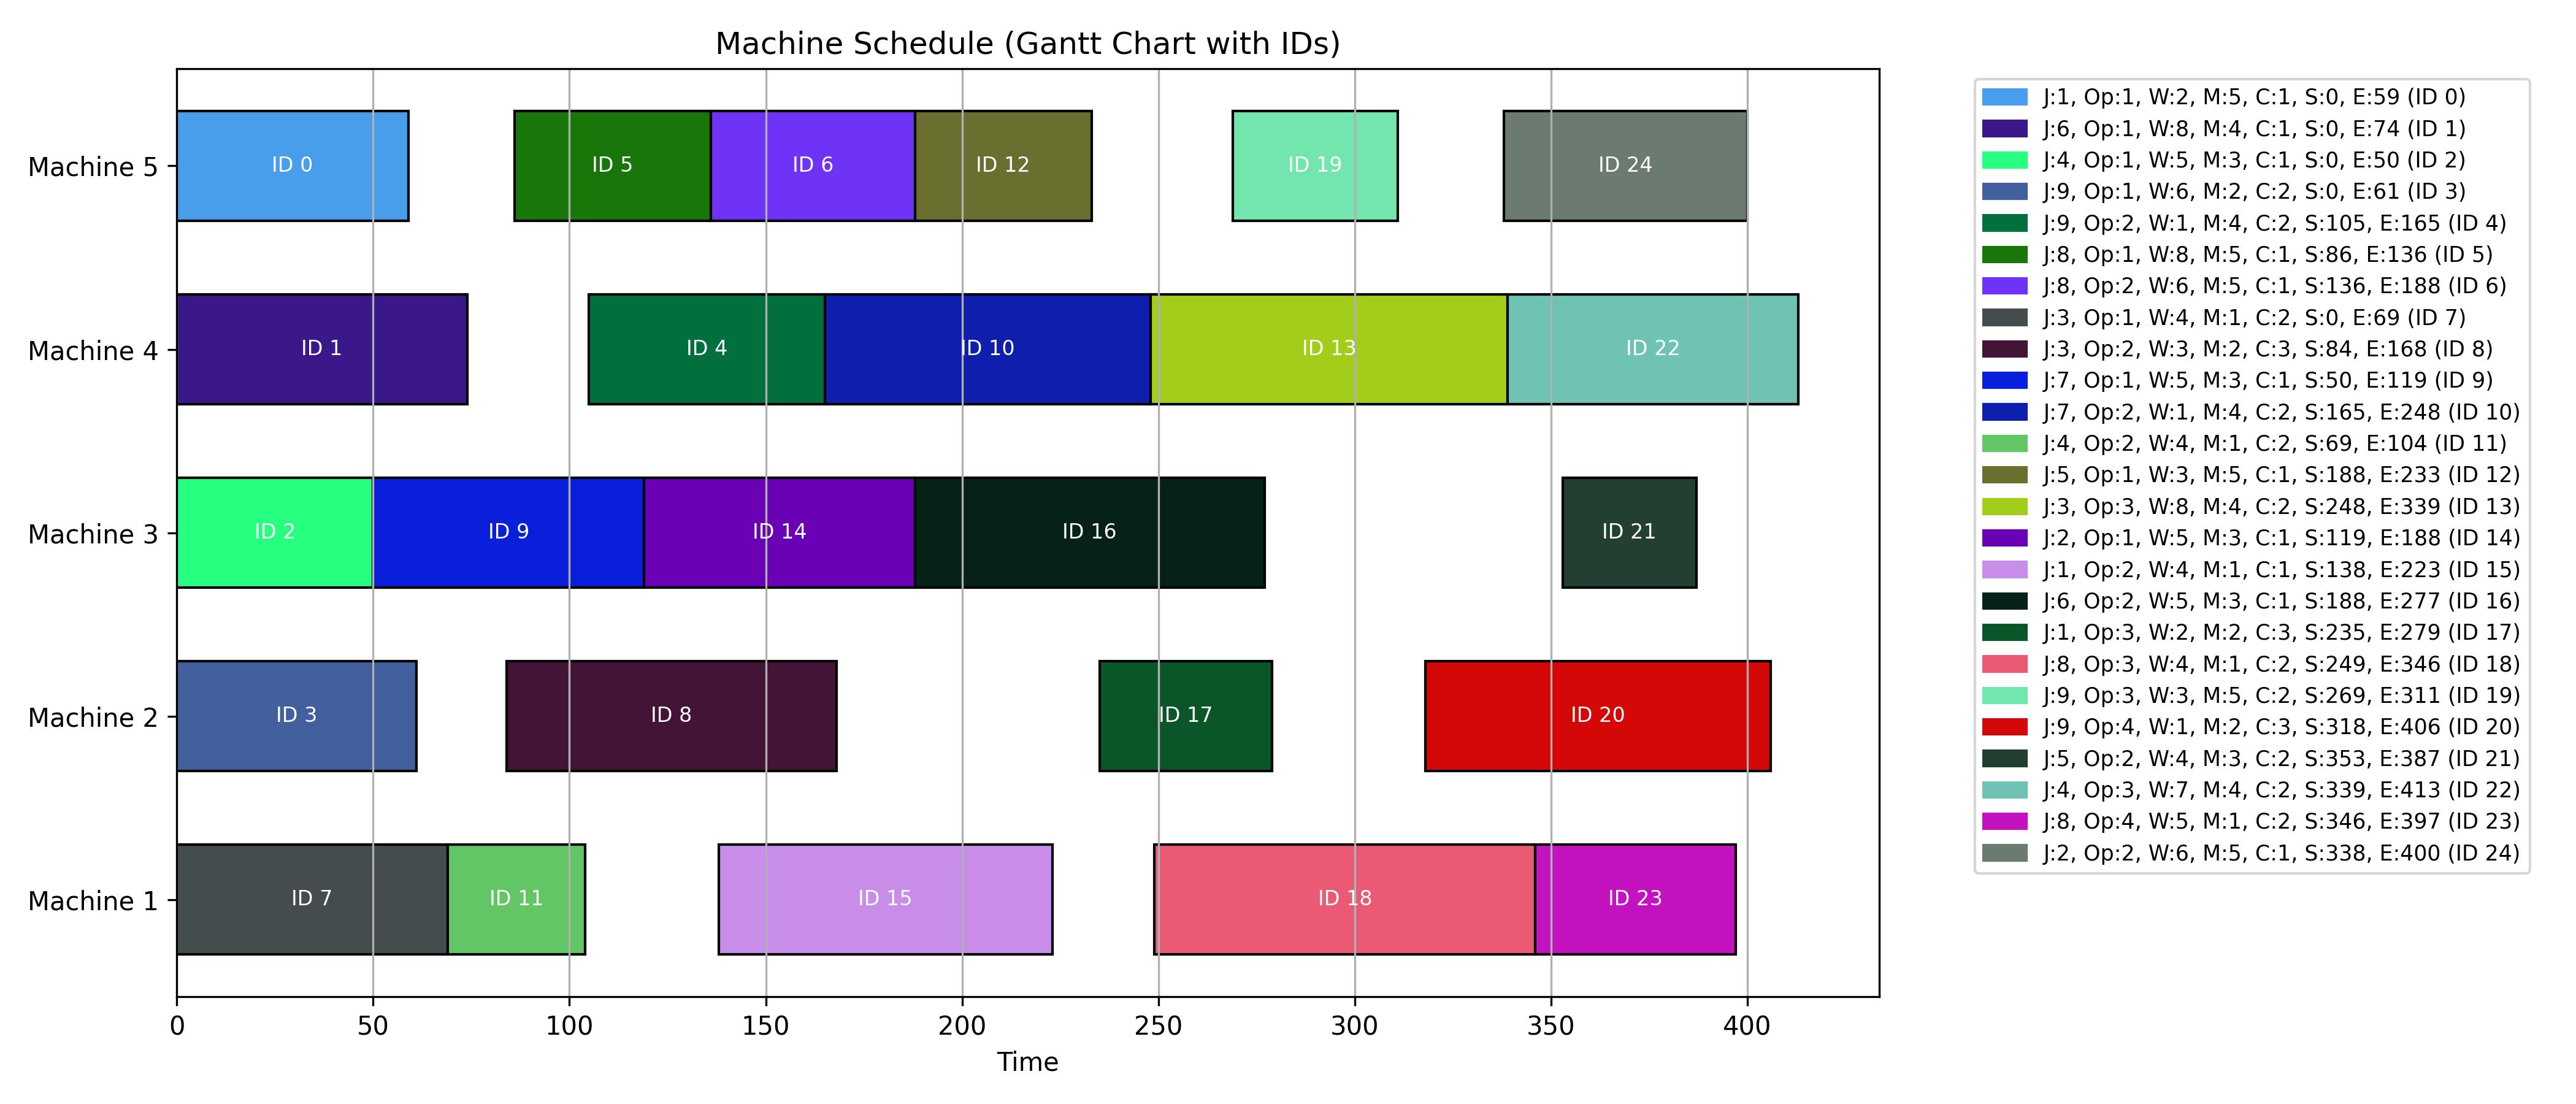 Machine Schedule (Gantt Chart with IDs)
Machine 5
ID 0
ID 5
ID 6
ID 12
ID 19
ID 24
Machine 4
ID 1
ID 4
ID 10
ID 13
ID 22
Machine 3
ID 2
ID 9
ID 14
ID 16
ID 21
Machine 2
ID 3
ID 8
ID 17
ID 20
Machine 1
ID 7
ID 11
ID 15
ID 18
ID 23
0 50 100 150 200 250 300 350 400
Time
J:1, Op:1, W:2, M:5, C:1, S:0, E:59 (ID 0)
J:6, Op:1, W:8, M:4, C:1, S:0, E:74 (ID 1)
J:4, Op:1, W:5, M:3, C:1, S:0, E:50 (ID 2)
J:9, Op:1, W:6, M:2, C:2, S:0, E:61 (ID 3)
J:9, Op:2, W:1, M:4, C:2, S:105, E:165 (ID 4)
J:8, Op:1, W:8, M:5, C:1, S:86, E:136 (ID 5)
J:8, Op:2, W:6, M:5, C:1, S:136, E:188 (ID 6)
J:3, Op:1, W:4, M:1, C:2, S:0, E:69 (ID 7)
J:3, Op:2, W:3, M:2, C:3, S:84, E:168 (ID 8)
J:7, Op:1, W:5, M:3, C:1, S:50, E:119 (ID 9)
J:7, Op:2, W:1, M:4, C:2, S:165, E:248 (ID 10)
J:4, Op:2, W:4, M:1, C:2, S:69, E:104 (ID 11)
J:5, Op:1, W:3, M:5, C:1, S:188, E:233 (ID 12)
J:3, Op:3, W:8, M:4, C:2, S:248, E:339 (ID 13)
J:2, Op:1, W:5, M:3, C:1, S:119, E:188 (ID 14)
J:1, Op:2, W:4, M:1, C:1, S:138, E:223 (ID 15)
J:6, Op:2, W:5, M:3, C:1, S:188, E:277 (ID 16)
J:1, Op:3, W:2, M:2, C:3, S:235, E:279 (ID 17)
J:8, Op:3, W:4, M:1, C:2, S:249, E:346 (ID 18)
J:9, Op:3, W:3, M:5, C:2, S:269, E:311 (ID 19)
J:9, Op:4, W:1, M:2, C:3, S:318, E:406 (ID 20)
J:5, Op:2, W:4, M:3, C:2, S:353, E:387 (ID 21)
J:4, Op:3, W:7, M:4, C:2, S:339, E:413 (ID 22)
J:8, Op:4, W:5, M:1, C:2, S:346, E:397 (ID 23)
J:2, Op:2, W:6, M:5, C:1, S:338, E:400 (ID 24)